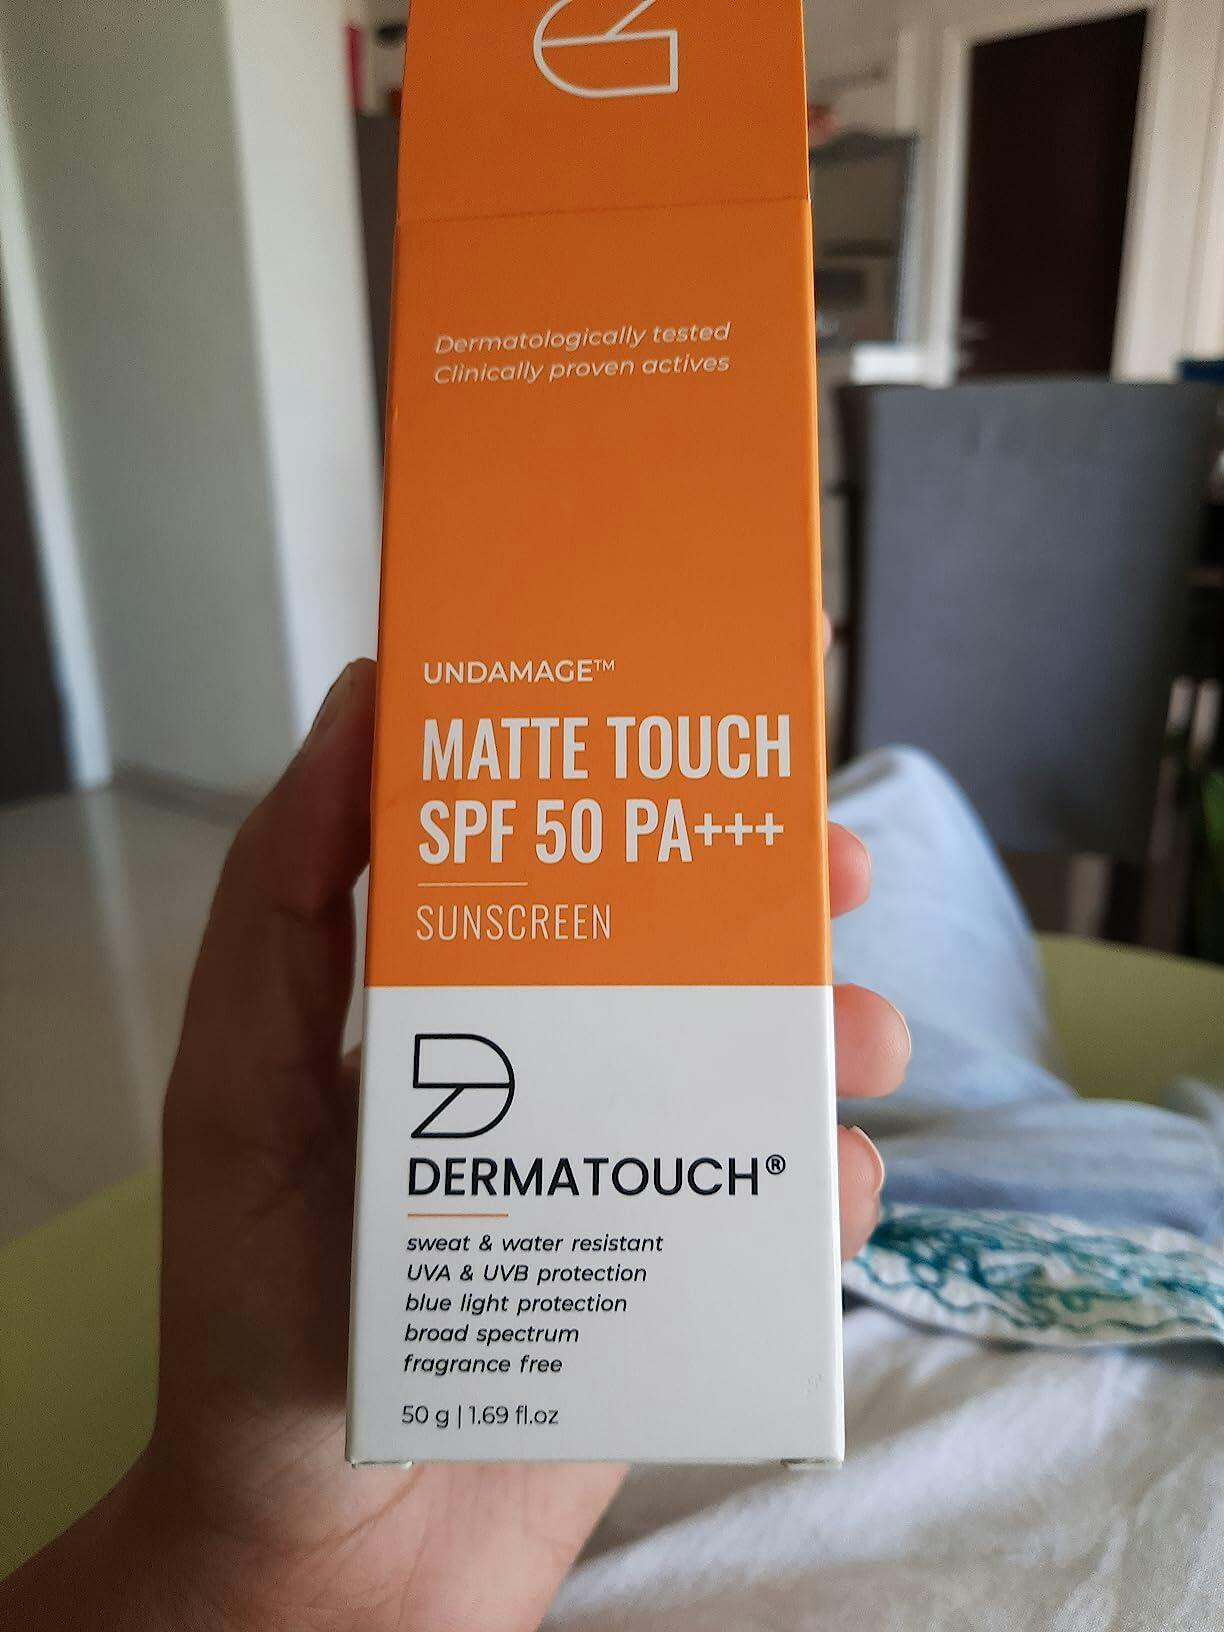 Dermatologically tested
Clinically proven actives
UNDAMAGE™
MATTE TOUCH
SPF 50 PA+++
SUNSCREEN
DERMATOUCH®
sweat & water resistant
UVA & UVB protection
blue light protection
broad spectrum
fragrance free
50 g | 1.69 fl.oz